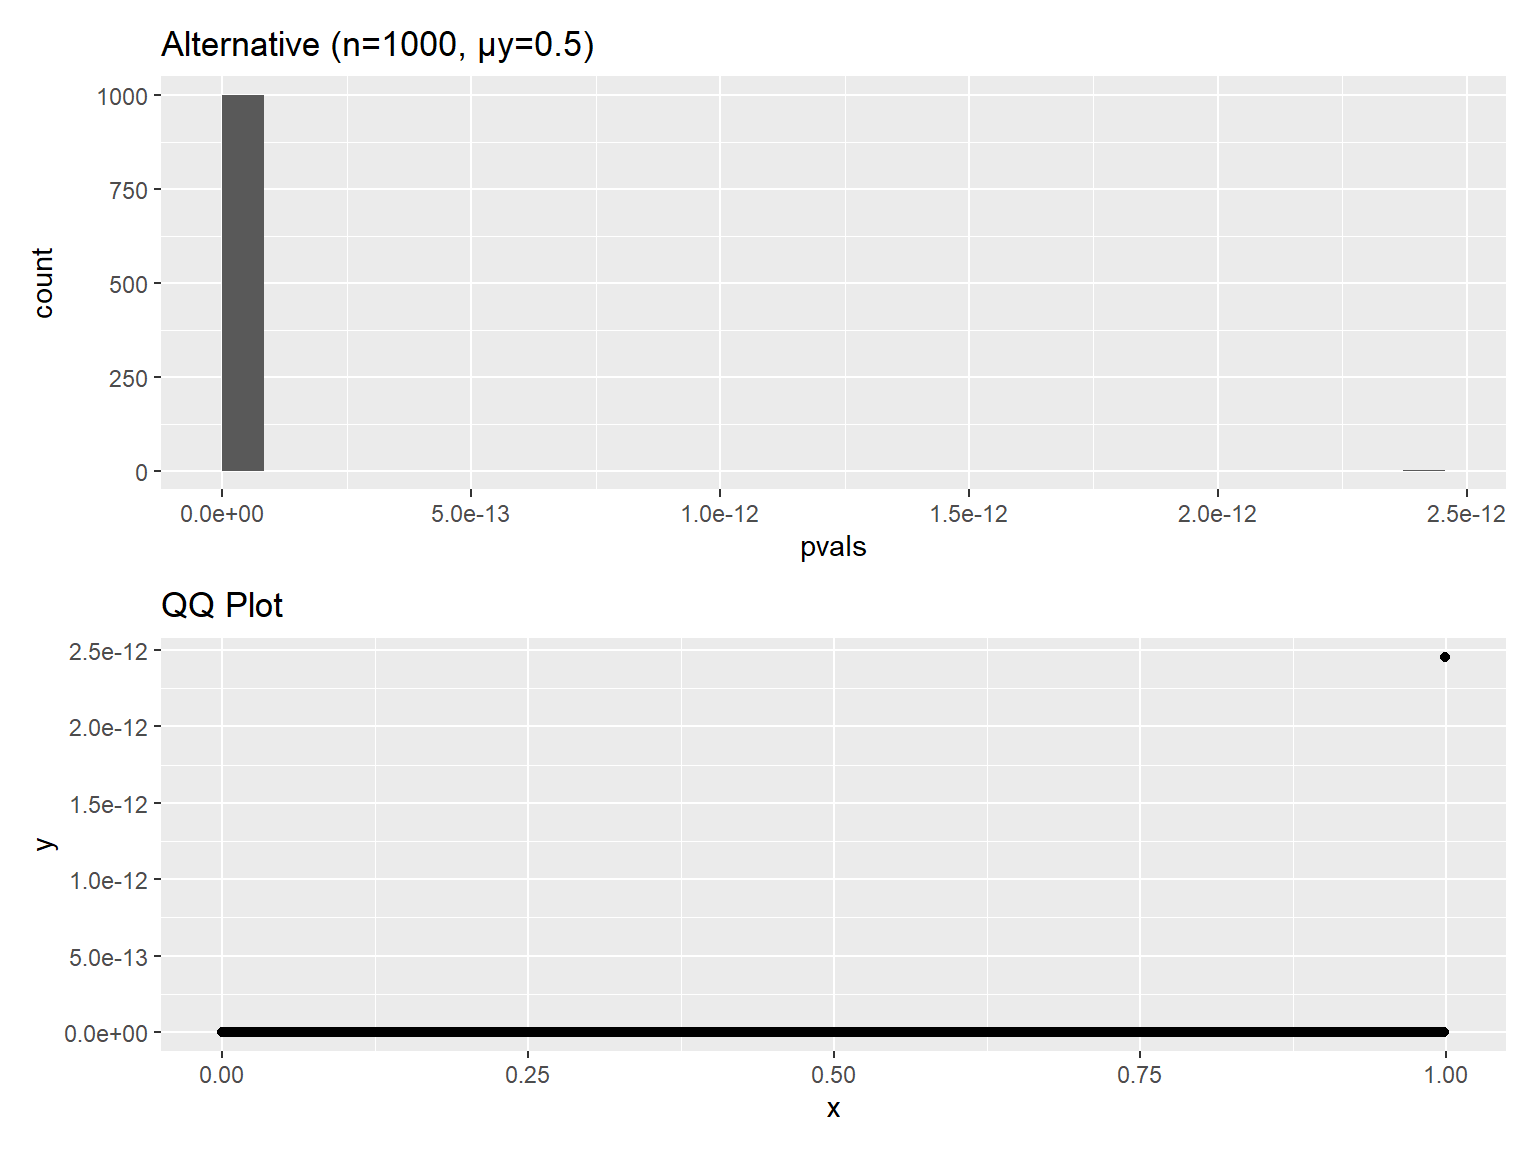 Alternative (n=1000, μy=0.5)
1000
750
500
250
0
count
0.0e+00 5.0e-13 1.0e-12 1.5e-12 2.0e-12 2.5e-12
pvals
QQ Plot
2.5e-12
2.0e-12
1.5e-12
1.0e-12
5.0e-13
0.0e+00
y
0.00 0.25 0.50 0.75 1.00
x